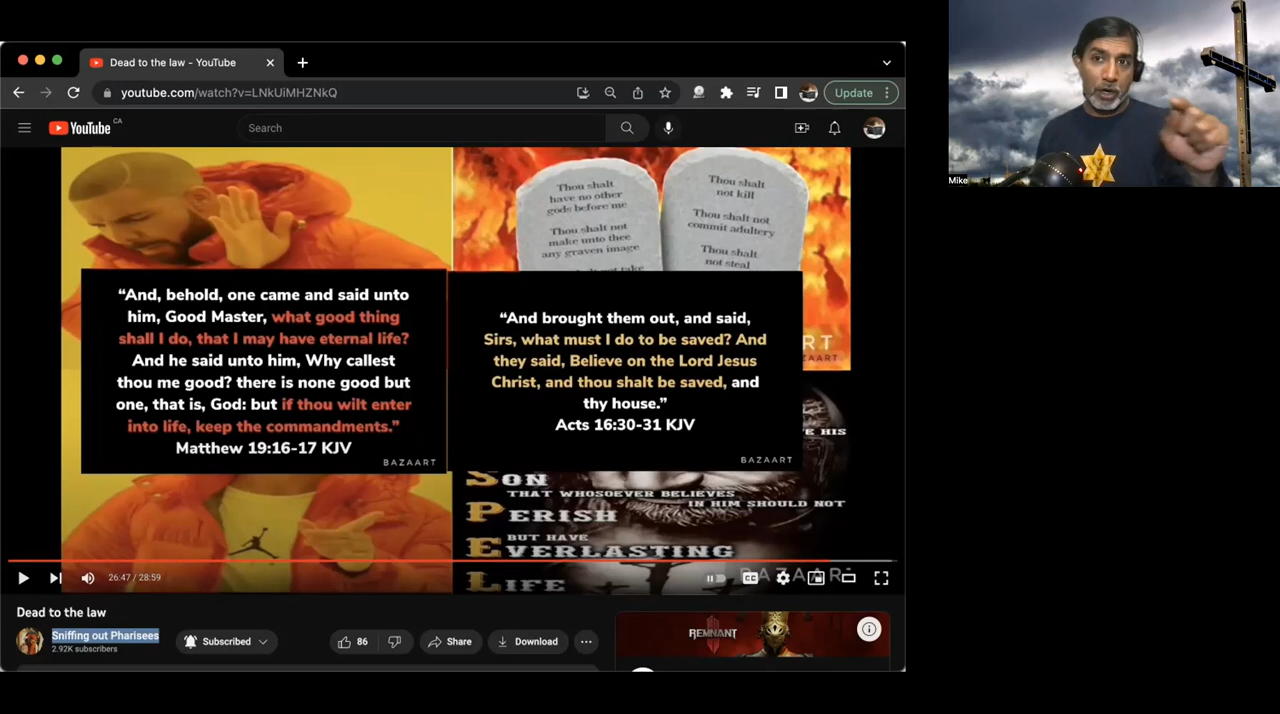 Dead to the law - YouTube
youtube.com/watch?v=LNkUiMHZNkQ
Update
YouTube CA
Search
Mike
Thou shalt
have no other
gods before me
Thou shalt not
make unto thee
any graven image
Thou shalt
not kill
Thou shalt not
commit adultery
Thou shalt
not steal
“And, behold, one came and said unto
him, Good Master, what good thing
shall I do, that I may have eternal life?
And he said unto him, Why callest
thou me good? there is none good but
one, that is, God: but if thou wilt enter
into life, keep the commandments.”
Matthew 19:16-17 KJV
BAZAART
“And brought them out, and said,
Sirs, what must I do to be saved? And
they said, Believe on the Lord Jesus
Christ, and thou shalt be saved, and
thy house.”
Acts 16:30-31 KJV
BAZAART
HIS
SON
THAT WHOSOEVER BELIEVES
IN HIM SHOULD NOT
PERISH
BUT HAVE
EVERLASTING
LIFE
BAZAART
26:47 / 28:59
CC
Dead to the law
Sniffing out Pharisees
2.92K subscribers
Subscribed
86
Share
Download
REMNANT